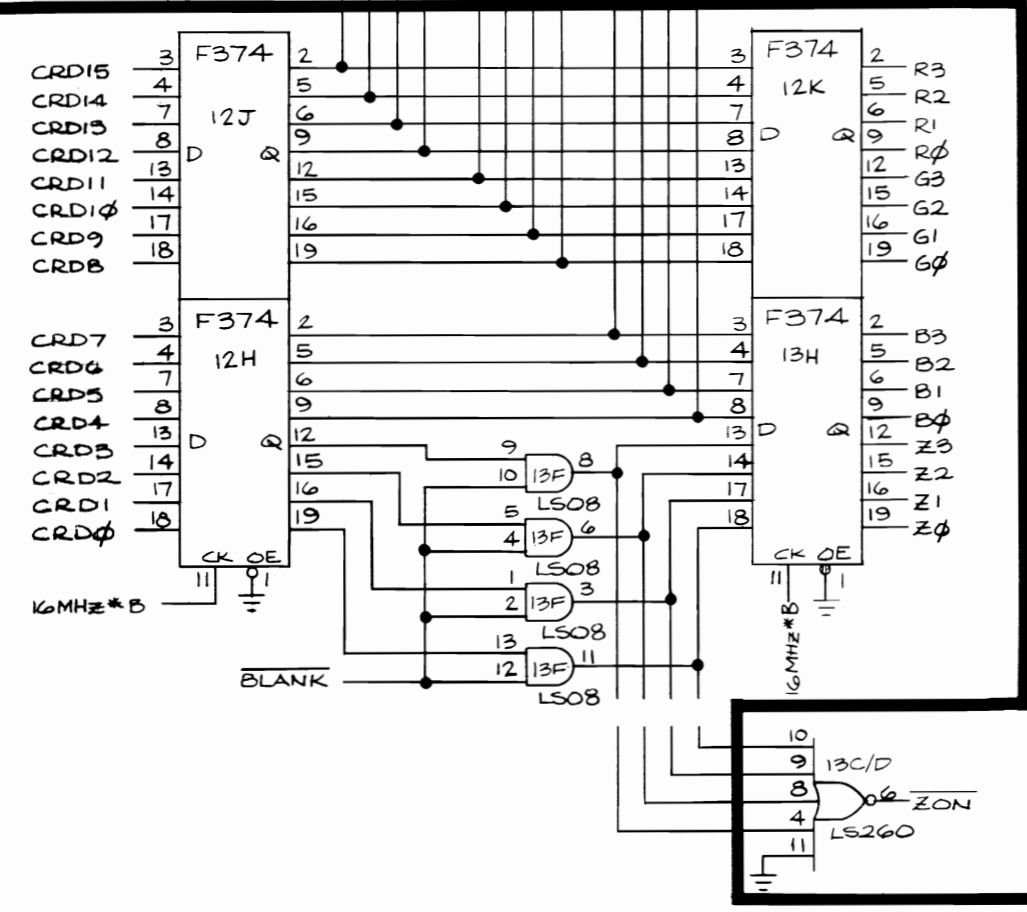 F374 F374
3 2 3 2
CRD15 R3
4 5 4 5
CRD14 12J 12K R2
7 6 7 6
CRD13 R1
8 9 8 9
CRD12 D Q D Q RØ
13 12 13 12
CRD11 G3
14 15 14 15
CRD1Ø G2
17 16 17 16
CRD9 G1
18 19 18 19
CRD8 GØ
F374 F374
3 2 3 2
CRD7 B3
4 5 4 5
CRD6 12H 13H B2
7 6 7 6
CRD5 B1
8 9 8 9
CRD4 BØ
13 12 13 12
CRD3 D Q 9 8 D Q Z3
14 15 10 13F 14 15
CRD2 LS08 Z2
17 16 17 16
CRD1 5 6 Z1
18 19 4 13F 18 19
CRDØ LS08 ZØ
CK OE CK OE
11 1 11 1
1 3
16MHz*B 2 13F 16MHz*B
LS08
13 11
BLANK 12 13F
LS08
10
9 13C/D
8 6 ZON
4 LS260
11